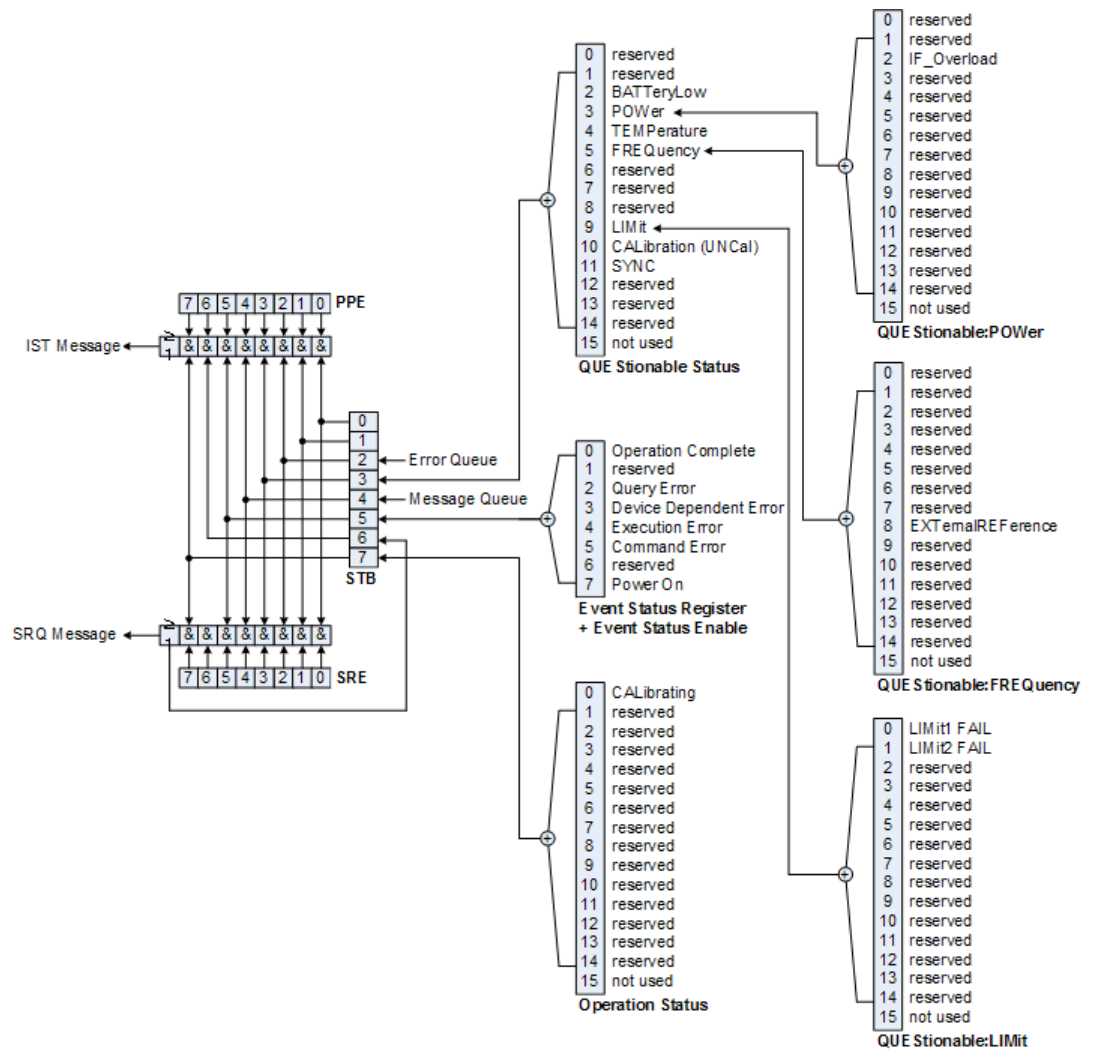 7 6 5 4 3 2 1 0 PPE
IST Message
& & & & & & & &
0
1
2 Error Queue
3
4 Message Queue
5
6
7
STB
SRQ Message
& & & & & & & &
7 6 5 4 3 2 1 0 SRE
0 reserved
1 reserved
2 BATTeryLow
3 POWer
4 TEMPerature
5 FREQuency
6 reserved
7 reserved
8 reserved
9 LIMit
10 CALibration (UNCal)
11 SYNC
12 reserved
13 reserved
14 reserved
15 not used
QUEStionable Status
+
0 Operation Complete
1 reserved
2 Query Error
3 Device Dependent Error
4 Execution Error
5 Command Error
6 reserved
7 Power On
Event Status Register
+ Event Status Enable
+
0 CALibrating
1 reserved
2 reserved
3 reserved
4 reserved
5 reserved
6 reserved
7 reserved
8 reserved
9 reserved
10 reserved
11 reserved
12 reserved
13 reserved
14 reserved
15 not used
Operation Status
+
0 reserved
1 reserved
2 IF_Overload
3 reserved
4 reserved
5 reserved
6 reserved
7 reserved
8 reserved
9 reserved
10 reserved
11 reserved
12 reserved
13 reserved
14 reserved
15 not used
QUEStionable:POWer
+
0 reserved
1 reserved
2 reserved
3 reserved
4 reserved
5 reserved
6 reserved
7 reserved
8 EXTernalREFerence
9 reserved
10 reserved
11 reserved
12 reserved
13 reserved
14 reserved
15 not used
QUEStionable:FREQuency
+
0 LIMit1 FAIL
1 LIMit2 FAIL
2 reserved
3 reserved
4 reserved
5 reserved
6 reserved
7 reserved
8 reserved
9 reserved
10 reserved
11 reserved
12 reserved
13 reserved
14 reserved
15 not used
QUEStionable:LIMit
+